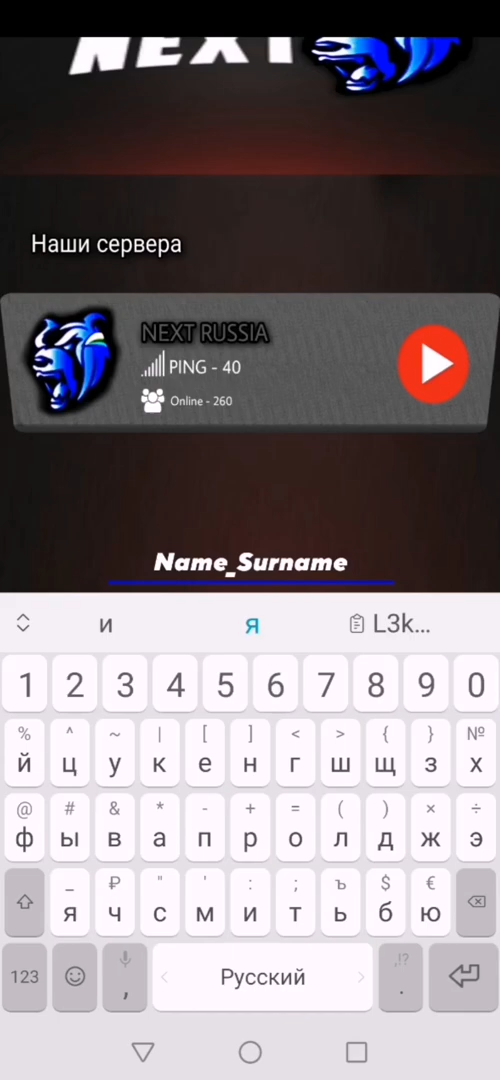 NEXT
Наши сервера
NEXT RUSSIA
PING - 40
Online - 260
Name_Surname
и я L3k...
1 2 3 4 5 6 7 8 9 0
% ^ ~ | [ ] < > { } №
й ц у к е н г ш щ з х
@ # & * - + = ( ) × ÷
ф ы в а п р о л д ж э
_ ₽ " ' : ; ъ $ €
я ч с м и т ь б ю
,!?
123 , Русский .